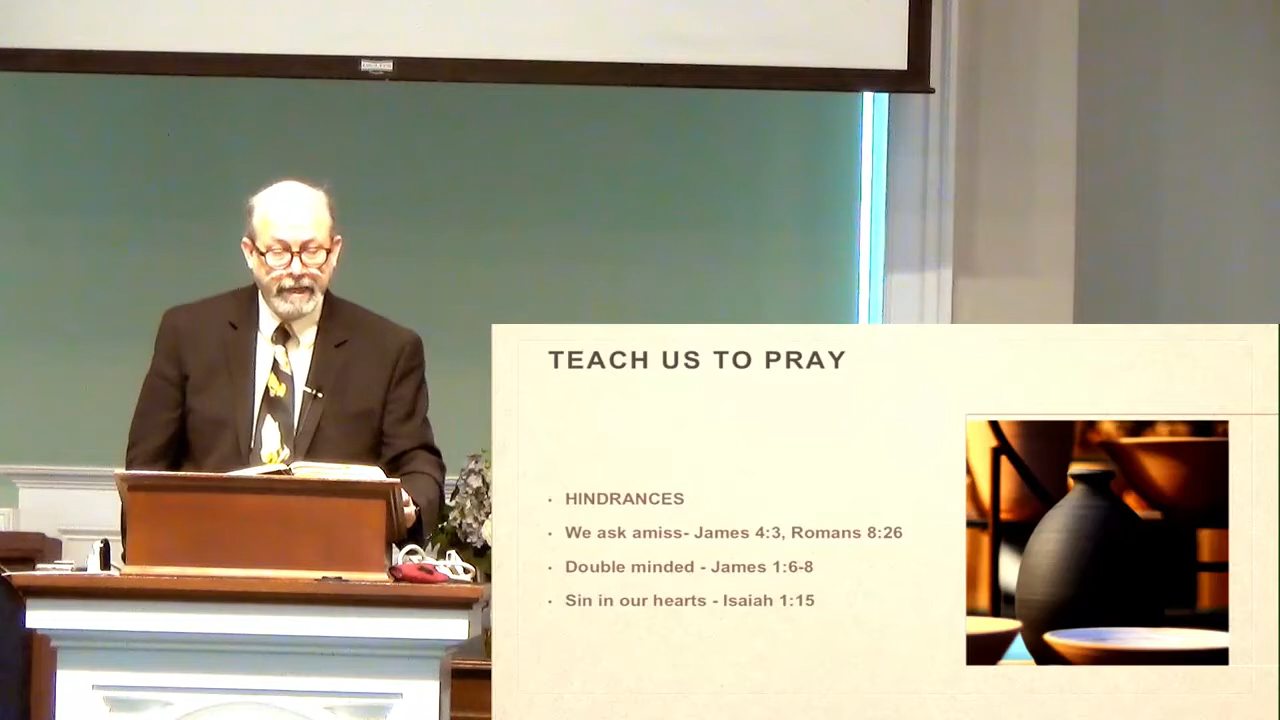 TEACH US TO PRAY
• HINDRANCES
• We ask amiss- James 4:3, Romans 8:26
• Double minded - James 1:6-8
• Sin in our hearts - Isaiah 1:15